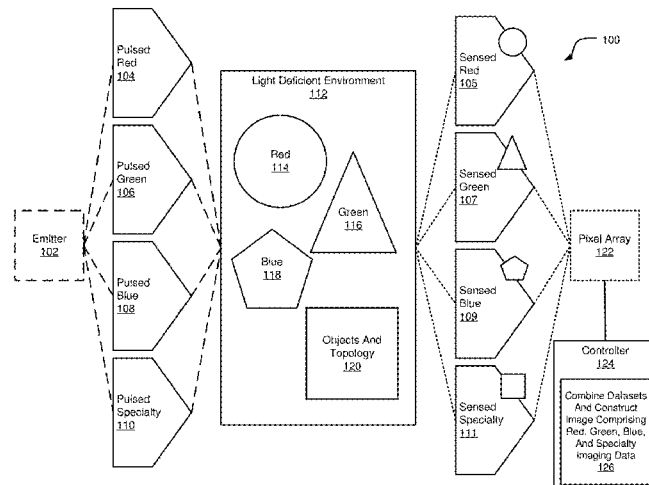 100
Pulsed
Red
104
Pulsed
Green
106
Pulsed
Blue
108
Pulsed
Specialty
110
Emitter
102
Light Deficient Environment
112
Red
114
Green
116
Blue
118
Objects And
Topology
120
Sensed
Red
105
Sensed
Green
107
Sensed
Blue
109
Sensed
Specialty
111
Pixel Array
122
Controller
124
Combine Datasets
And Construct
Image Comprising
Red, Green, Blue,
And Specialty
Imaging Data
126